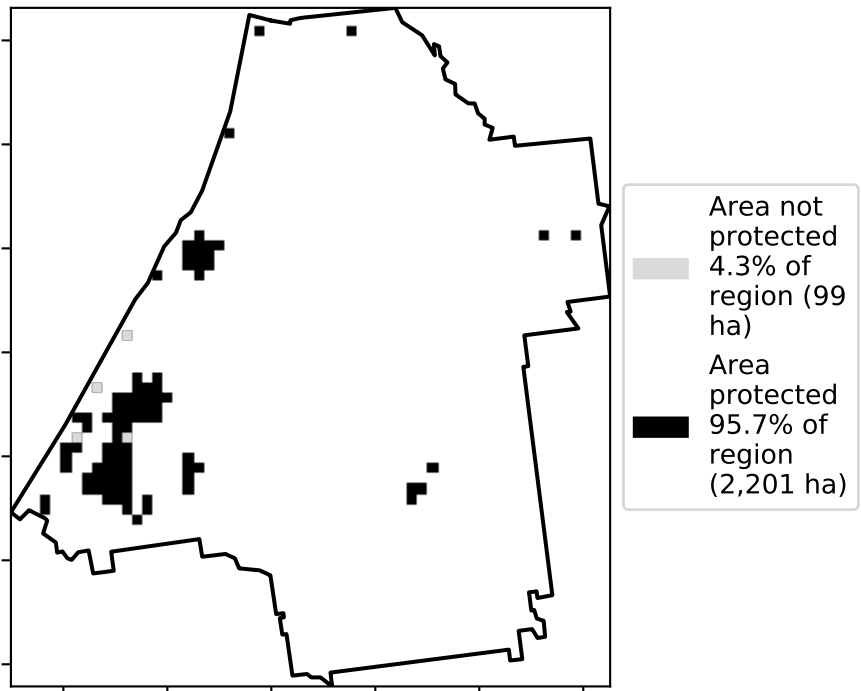 Area not
protected
4.3% of
region (99
ha)
Area
protected
95.7% of
region
(2,201 ha)